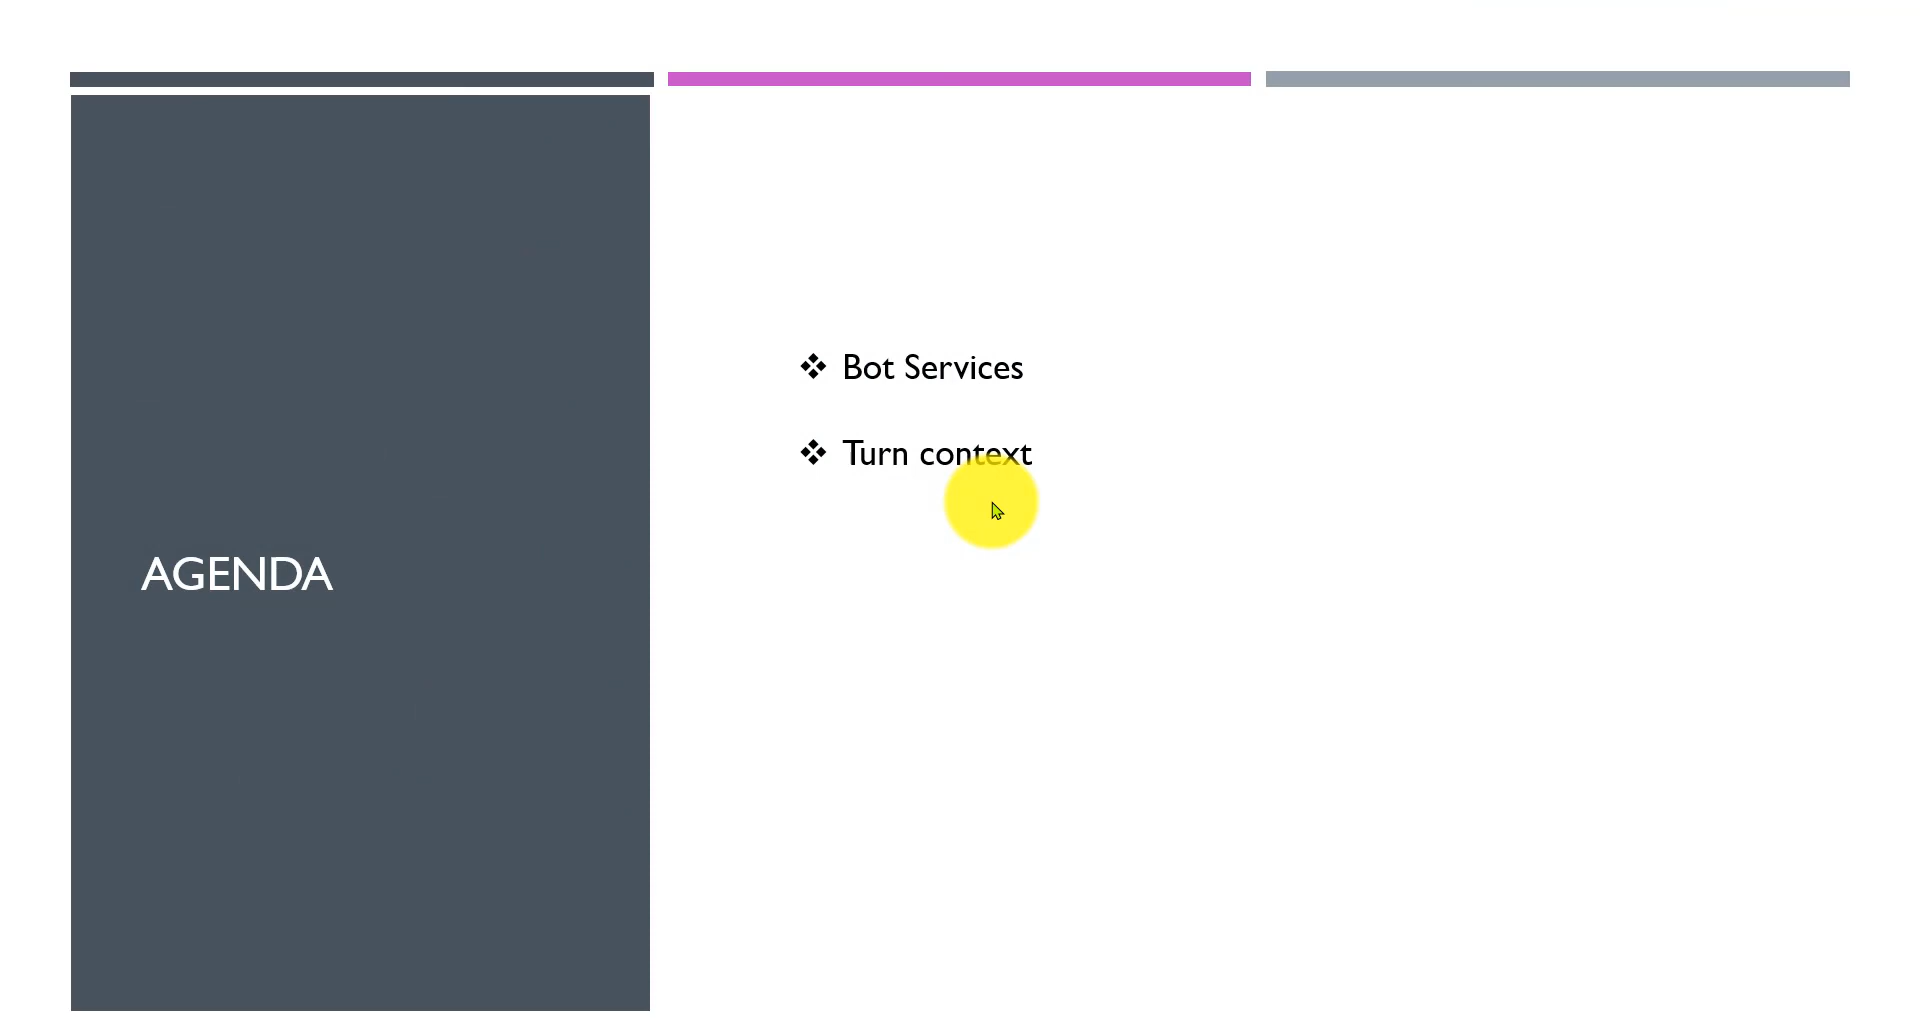 AGENDA
❖ Bot Services
❖ Turn context